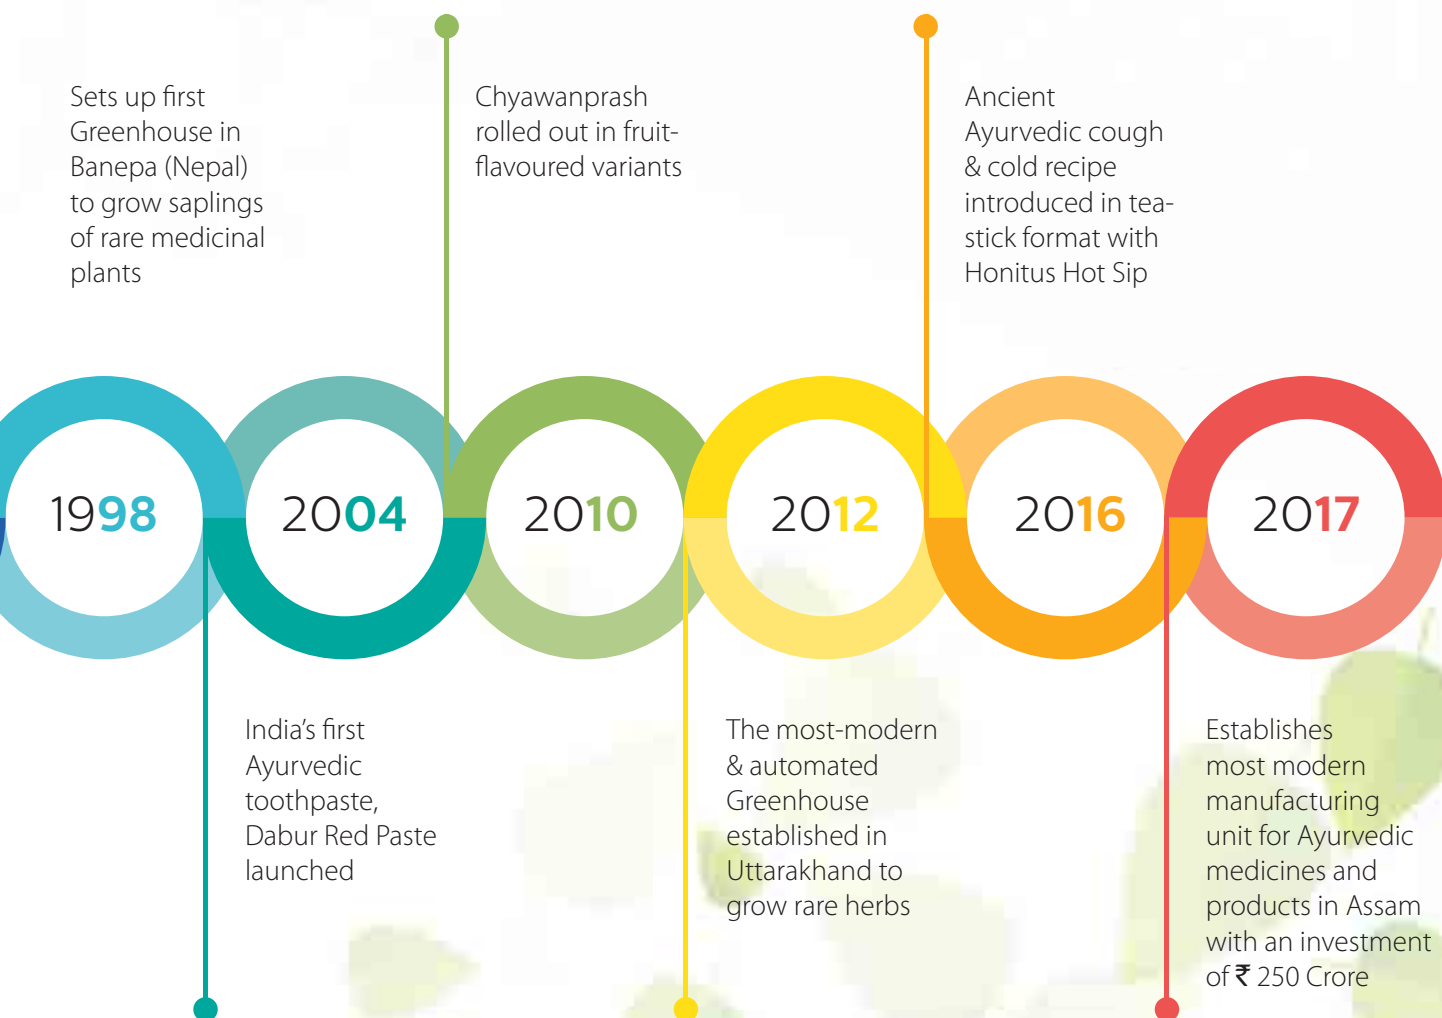 Sets up first
Greenhouse in
Banepa (Nepal)
to grow saplings
of rare medicinal
plants
Chyawanprash
rolled out in fruit-
flavoured variants
Ancient
Ayurvedic cough
& cold recipe
introduced in tea-
stick format with
Honitus Hot Sip
1998
2004
2010
2012
2016
2017
India’s first
Ayurvedic
toothpaste,
Dabur Red Paste
launched
The most-modern
& automated
Greenhouse
established in
Uttarakhand to
grow rare herbs
Establishes
most modern
manufacturing
unit for Ayurvedic
medicines and
products in Assam
with an investment
of ₹ 250 Crore